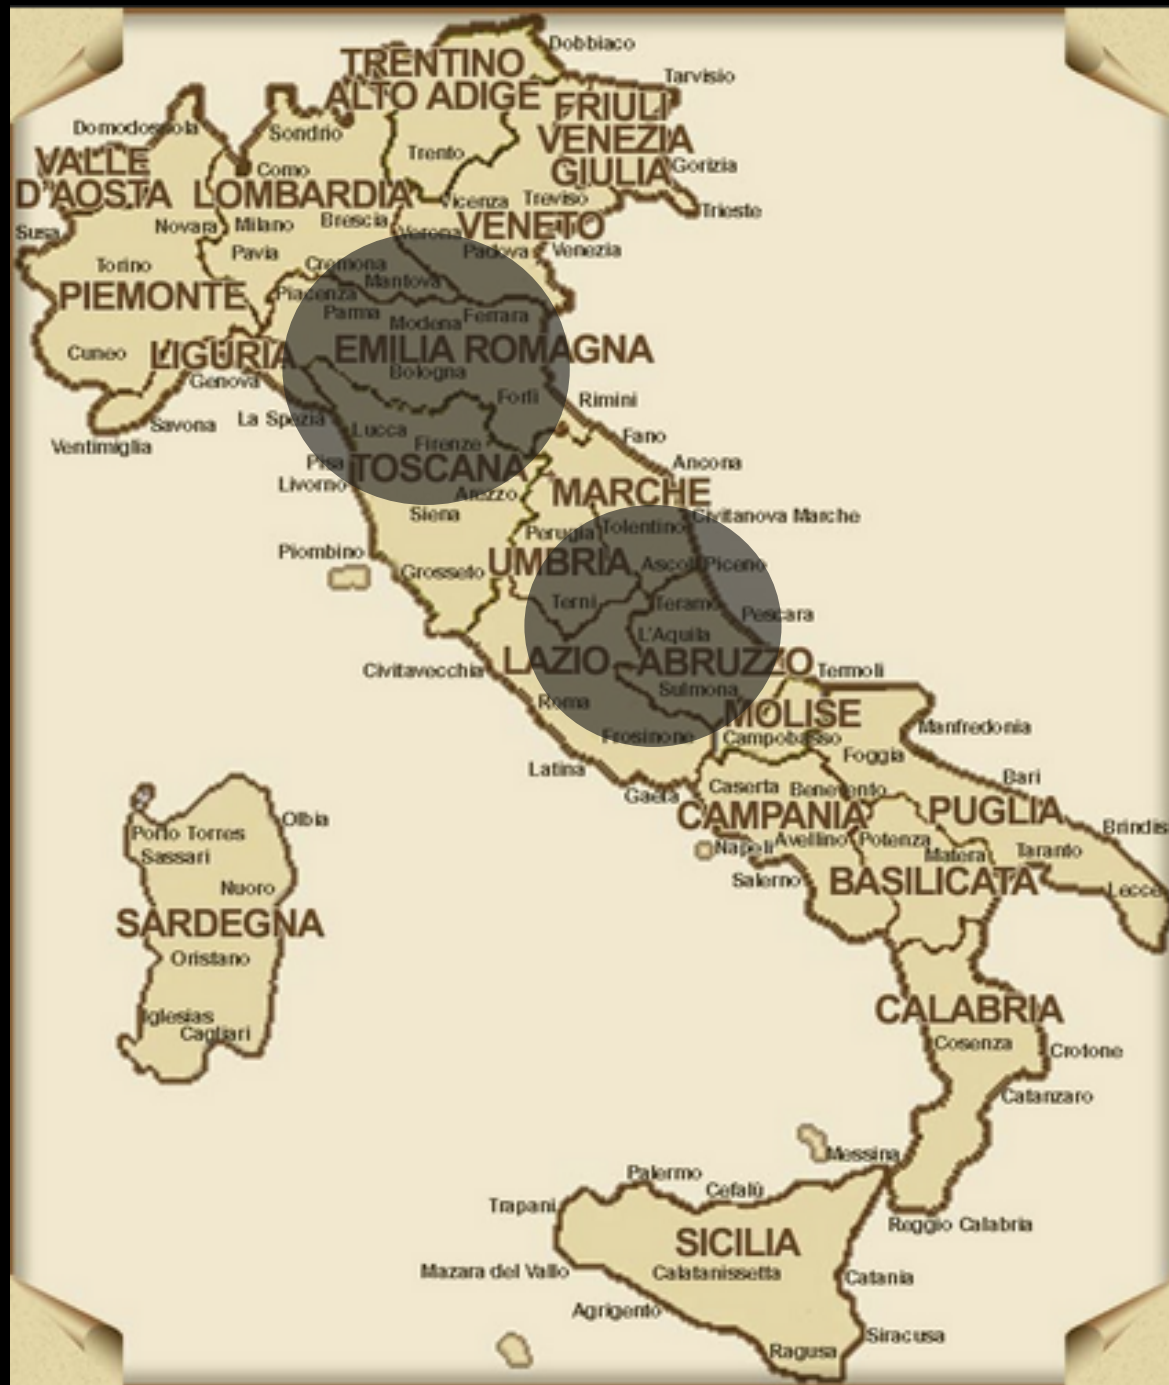 Dobbiaco
TRENTINO
ALTO ADIGE
Tarvisio
FRIULI
VENEZIA
GIULIA
Domodossola
Sondrio
Trento
VALLE
D'AOSTA
Como
LOMBARDIA
Gorizia
Vicenza
Treviso
Trieste
Susa
Novara
Milano
Brescia
Verona
VENETO
Pavia
Padova
Venezia
Torino
Cremona
Mantova
PIEMONTE
Piacenza
Parma
Modena
Ferrara
Cuneo
LIGURIA
EMILIA ROMAGNA
Genova
Bologna
Forlì
Rimini
Savona
La Spezia
Lucca
Firenze
Fano
Ventimiglia
Pisa
TOSCANA
Ancona
Livorno
Arezzo
MARCHE
Siena
Civitanova Marche
Perugia
Tolentino
Piombino
Grosseto
UMBRIA
Ascoli Piceno
Terni
Teramo
Pescara
L'Aquila
Civitavecchia
LAZIO
ABRUZZO
Termoli
Sulmona
Roma
MOLISE
Frosinone
Campobasso
Manfredonia
Foggia
Latina
Bari
Gaeta
Caserta
Benevento
CAMPANIA
PUGLIA
Olbia
Porto Torres
Brindis
Sassari
Napoli
Avellino
Potenza
Matera
Taranto
Nuoro
Salerno
BASILICATA
Lecce
SARDEGNA
Oristano
Iglesias
Cagliari
CALABRIA
Cosenza
Crotone
Catanzaro
Messina
Palermo
Cefalù
Trapani
Reggio Calabria
SICILIA
Mazara del Vallo
Calatanissetta
Catania
Agrigento
Siracusa
Ragusa